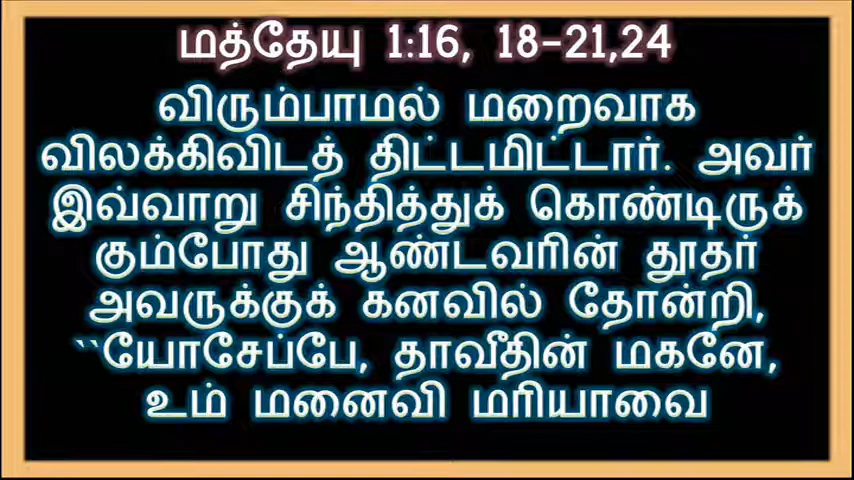 மத்தேயு 1:16, 18-21,24
விரும்பாமல் மறைவாக
விலக்கிவிடத் திட்டமிட்டார். அவர்
இவ்வாறு சிந்தித்துக் கொண்டிருக்
கும்போது ஆண்டவரின் தூதர்
அவருக்குக் கனவில் தோன்றி,
``யோசேப்பே, தாவீதின் மகனே,
உம் மனைவி மரியாவை